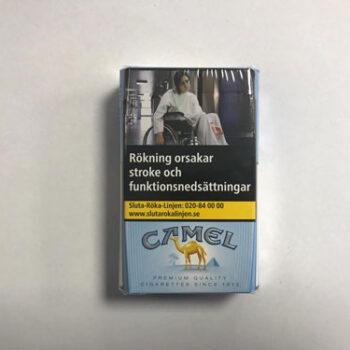 Rökning orsakar
stroke och
funktionsnedsättningar
Sluta-Röka-Linjen: 020-84 00 00
www.slutarokalinjen.se
CAMEL
PREMIUM QUALITY
CIGARETTES SINCE 1913